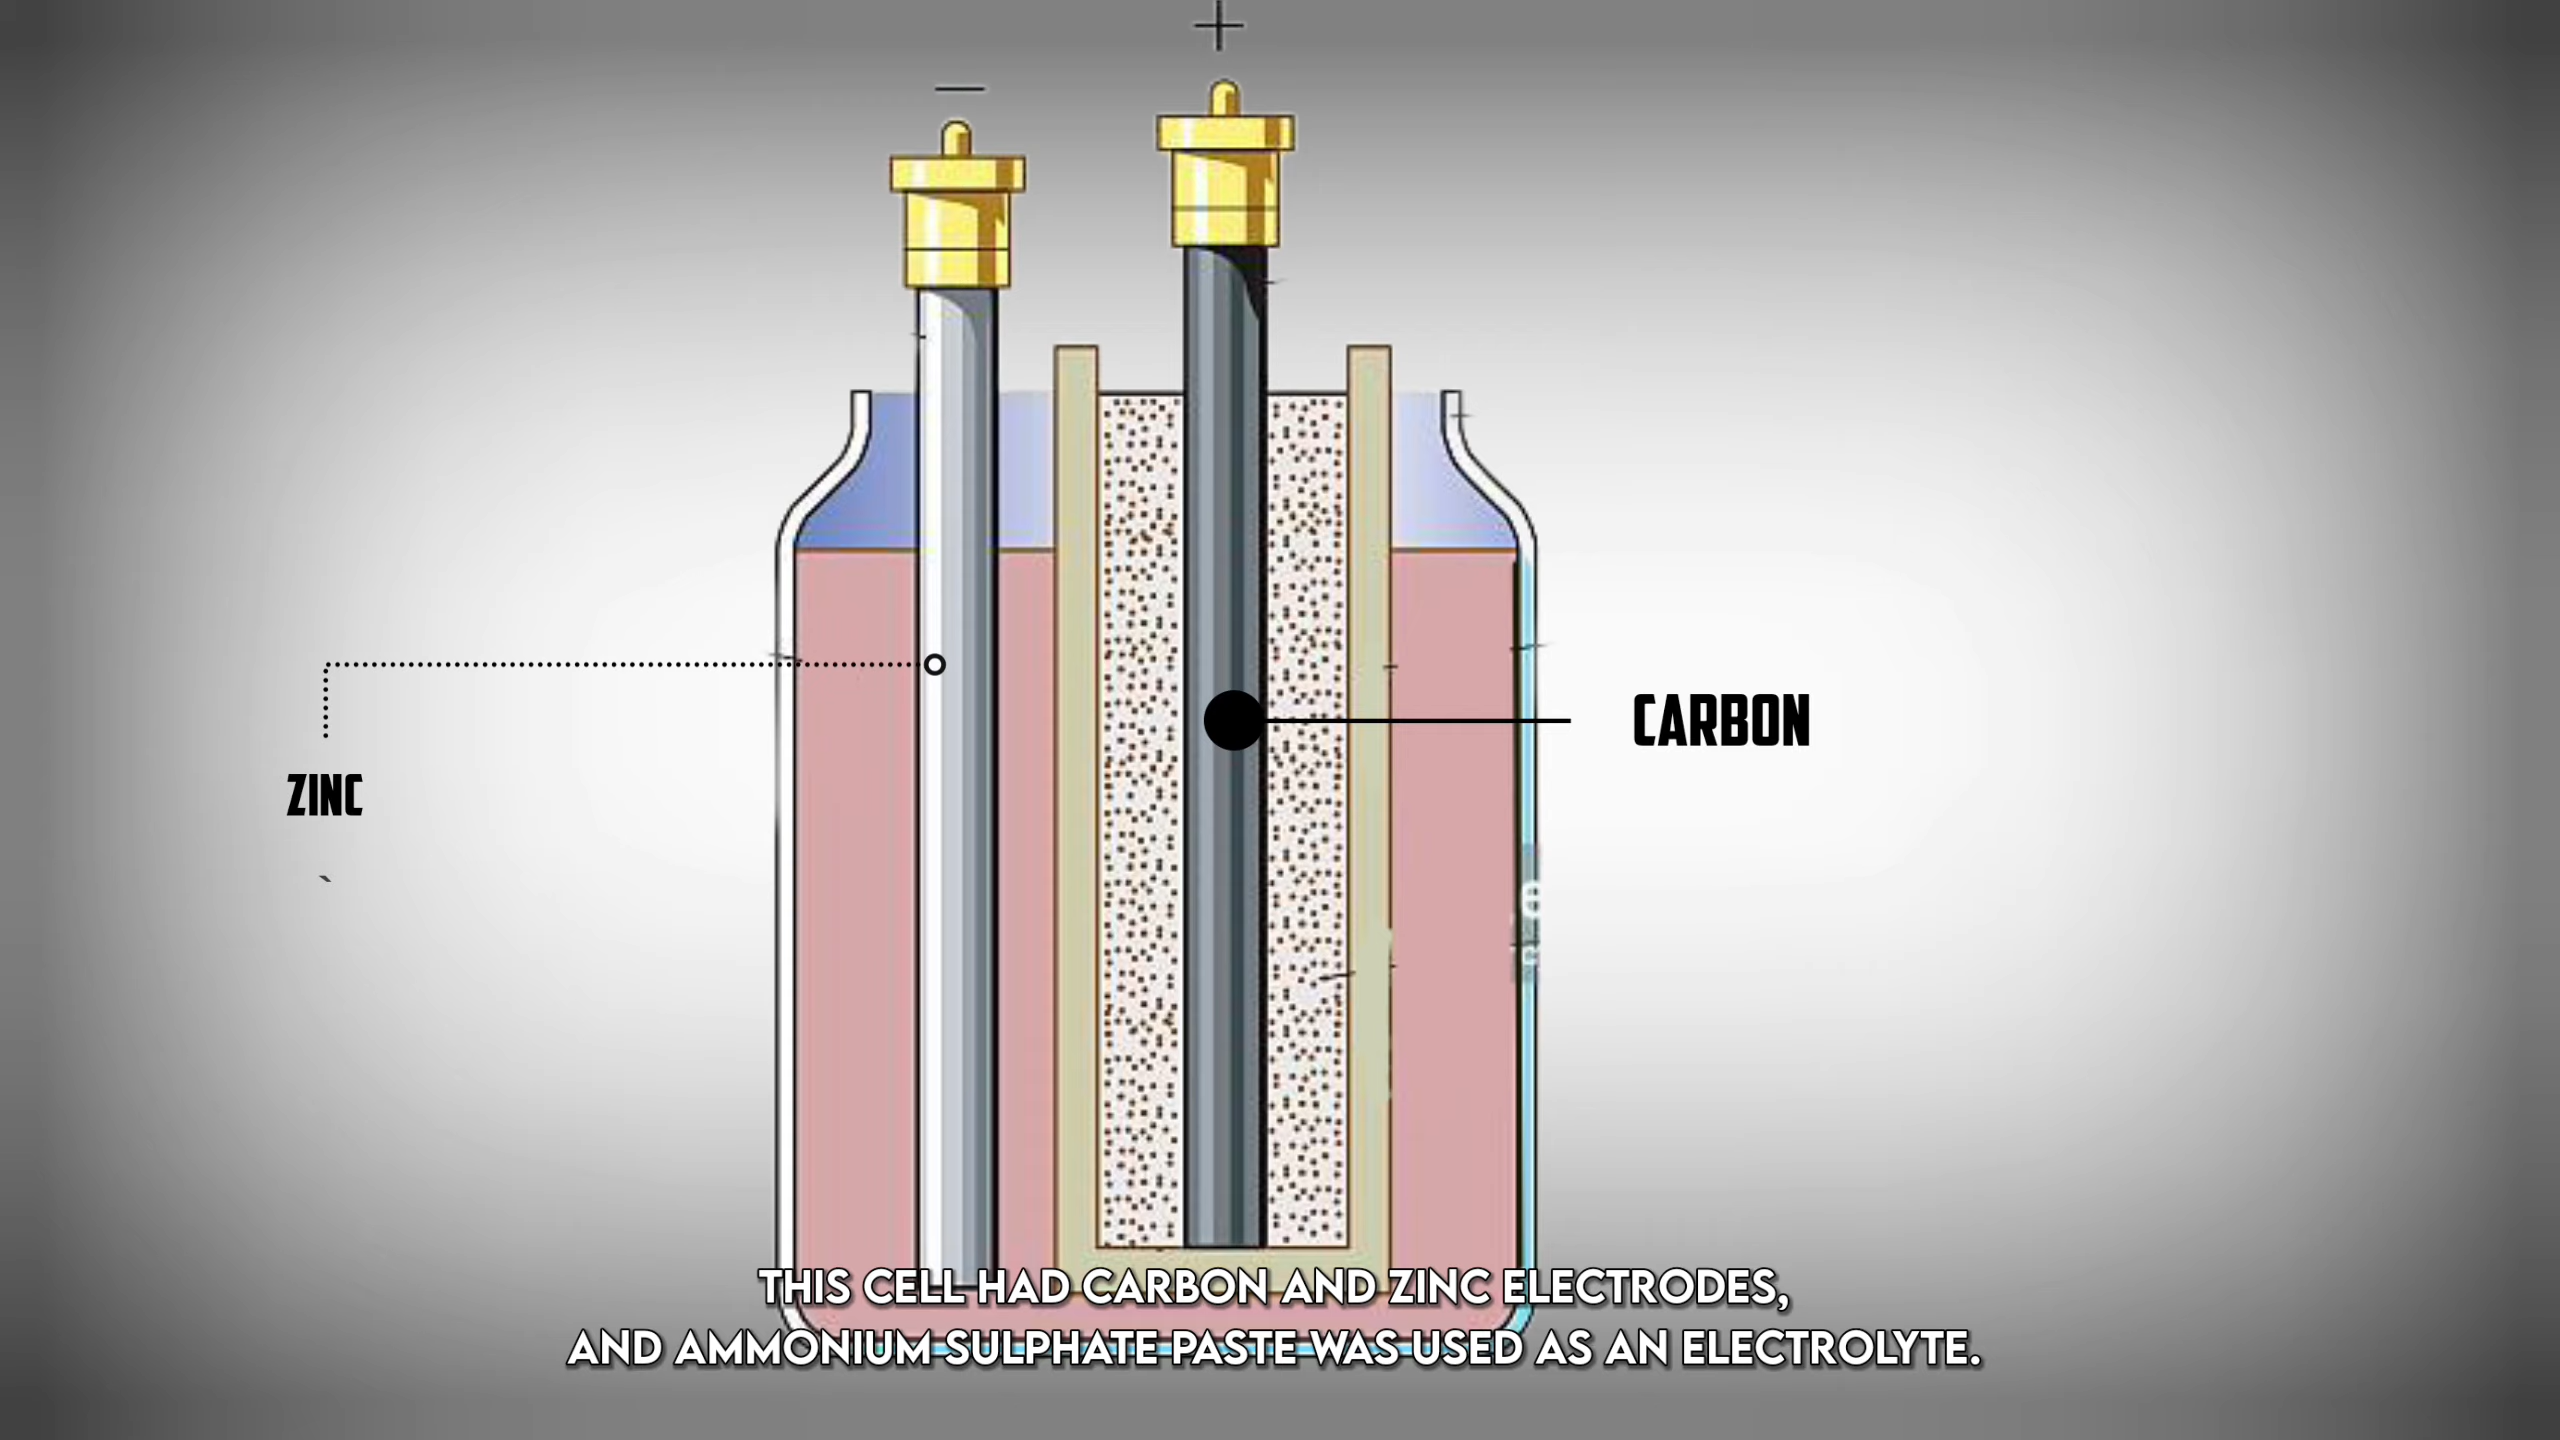 −
+
ZINC
CARBON
THIS CELL HAD CARBON AND ZINC ELECTRODES,
AND AMMONIUM SULPHATE PASTE WAS USED AS AN ELECTROLYTE.